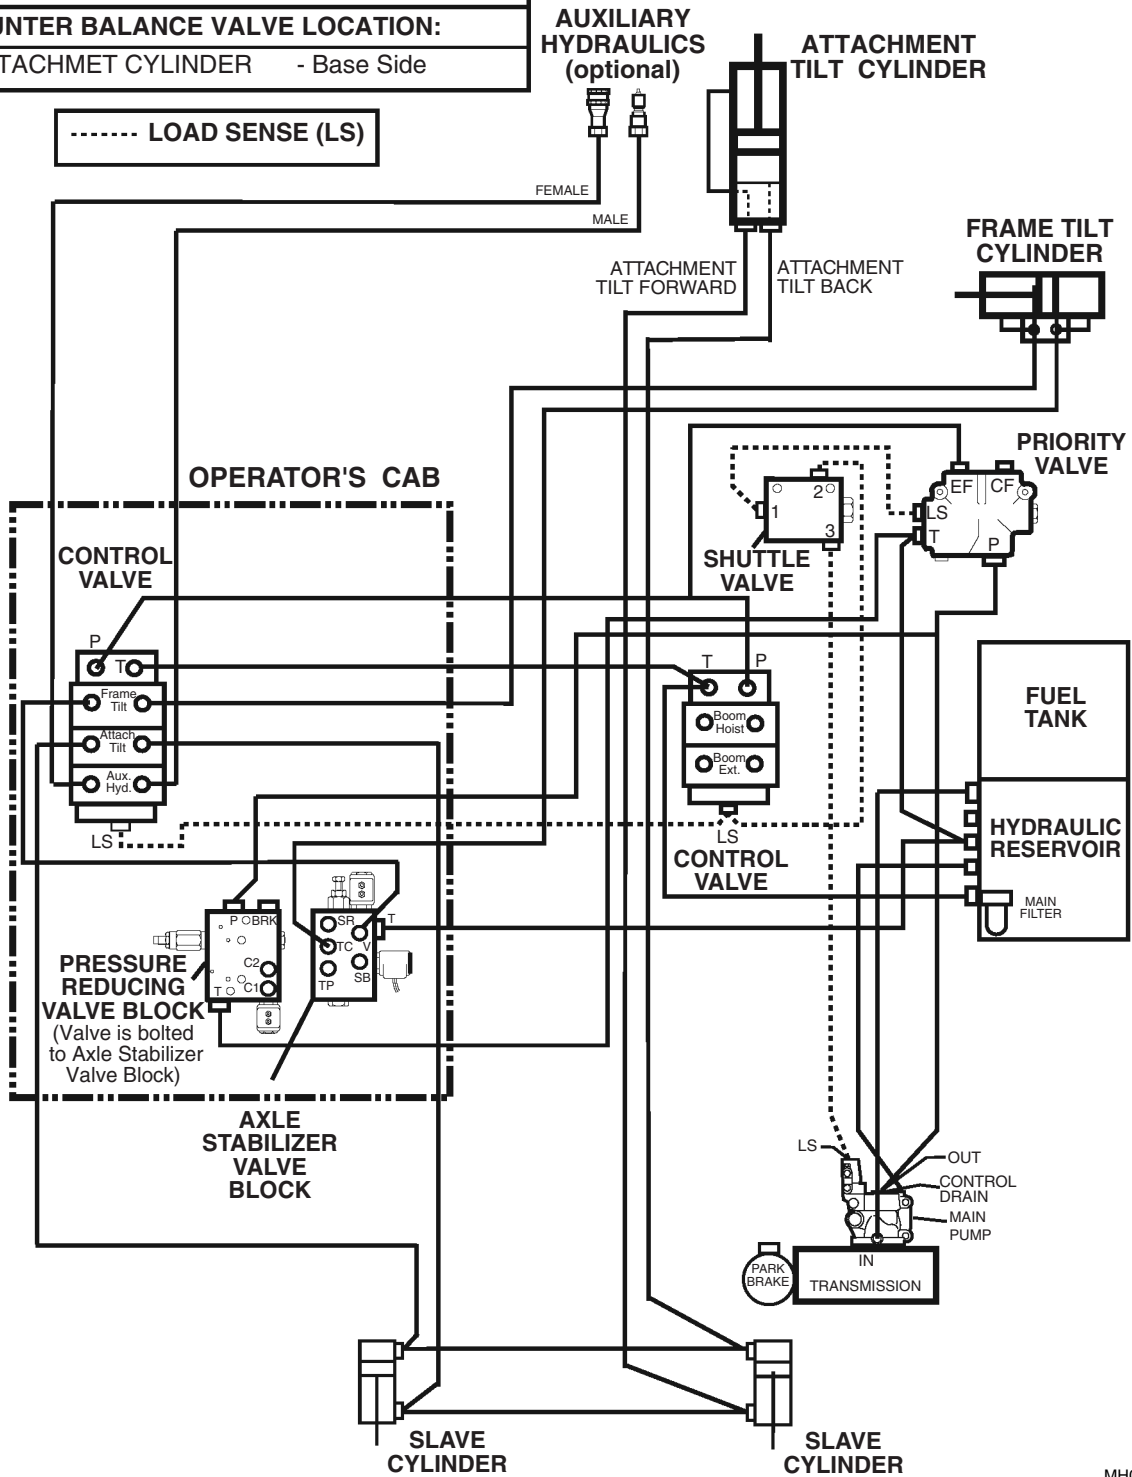 UNTER BALANCE VALVE LOCATION:
TACHMET CYLINDER - Base Side
LOAD SENSE (LS)
AUXILIARY
HYDRAULICS
(optional)
ATTACHMENT
TILT CYLINDER
FEMALE
MALE
ATTACHMENT
TILT FORWARD
ATTACHMENT
TILT BACK
FRAME TILT
CYLINDER
PRIORITY
VALVE
EF CF
LS
T
P
OPERATOR'S CAB
1
2
3
SHUTTLE
VALVE
CONTROL
VALVE
P
T
Frame
Tilt
Attach
Tilt
Aux.
Hyd.
LS
T P
Boom
Hoist
Boom
Ext.
LS
CONTROL
VALVE
FUEL
TANK
HYDRAULIC
RESERVOIR
MAIN
FILTER
P BRK
C2
C1
T
SR
TC V
SB
TP
T
PRESSURE
REDUCING
VALVE BLOCK
(Valve is bolted
to Axle Stabilizer
Valve Block)
AXLE
STABILIZER
VALVE
BLOCK
LS
OUT
CONTROL
DRAIN
MAIN
PUMP
IN
PARK
BRAKE
TRANSMISSION
SLAVE
CYLINDER
SLAVE
CYLINDER